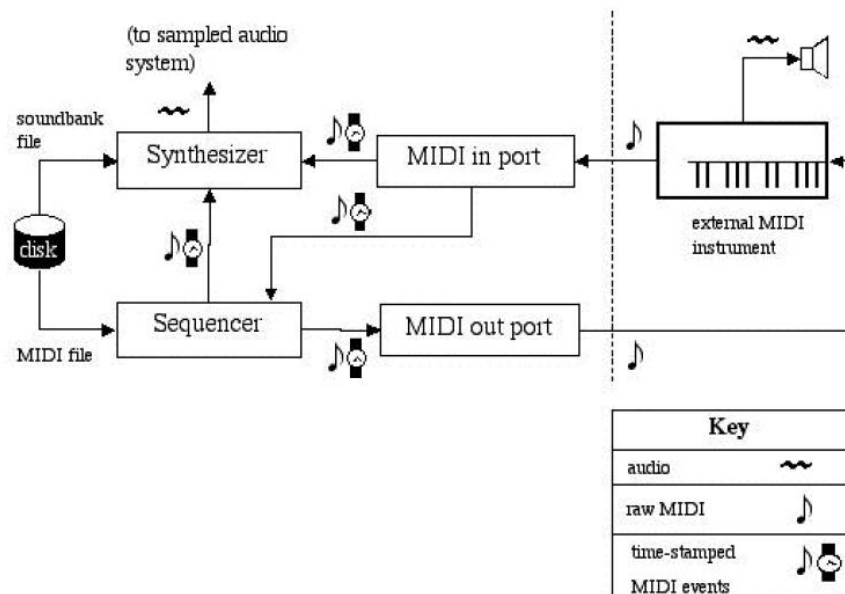 (to sampled audio
system)
soundbank
file
Synthesizer
MIDI in port
disk
external MIDI
instrument
Sequencer
MIDI out port
MIDI file
Key
audio
raw MIDI
time-stamped
MIDI events